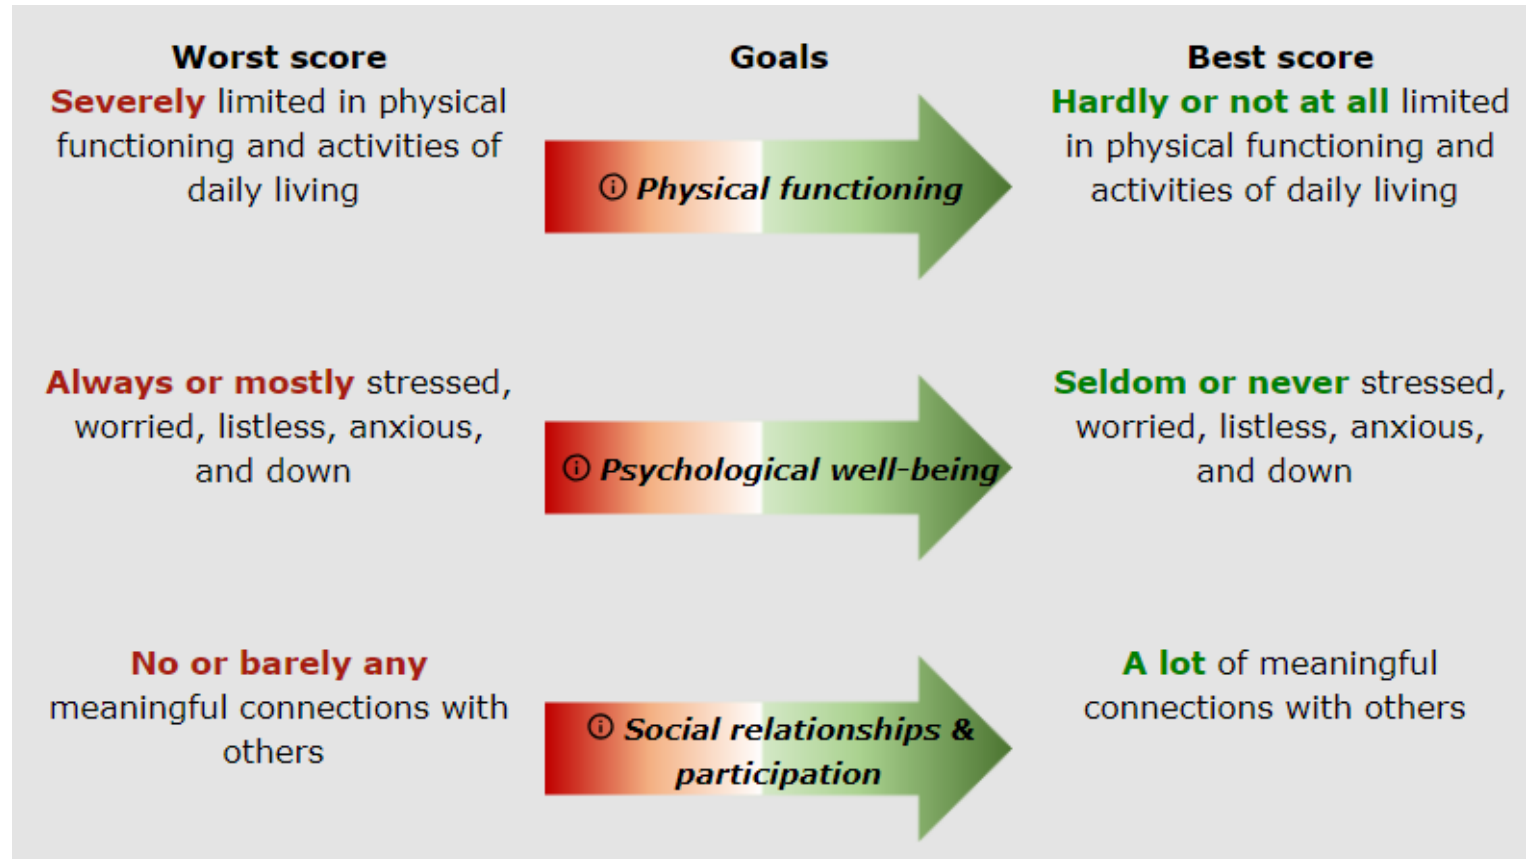 Worst score
Goals
Best score
Severely limited in physical
functioning and activities of
daily living
ⓘ Physical functioning
Hardly or not at all limited
in physical functioning and
activities of daily living
Always or mostly stressed,
worried, listless, anxious,
and down
ⓘ Psychological well-being
Seldom or never stressed,
worried, listless, anxious,
and down
No or barely any
meaningful connections with
others
ⓘ Social relationships &
participation
A lot of meaningful
connections with others